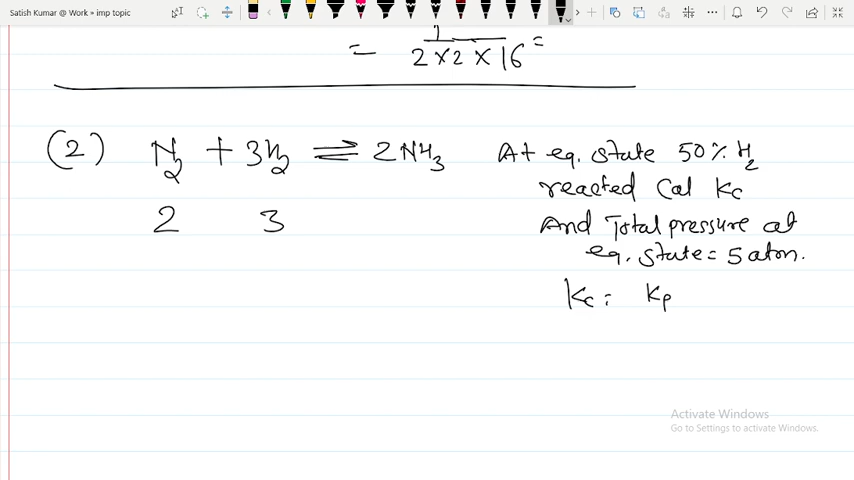 Satish Kumar @ Work » imp topic
= 1
2×2×16 =
(2) N2 + 3H2 ⇌ 2NH3 At eq. state 50% H2
reacted Cal Kc
2 3 And Total pressure at
eq. state = 5 atm.
Kc = Kp
Activate Windows
Go to Settings to activate Windows.